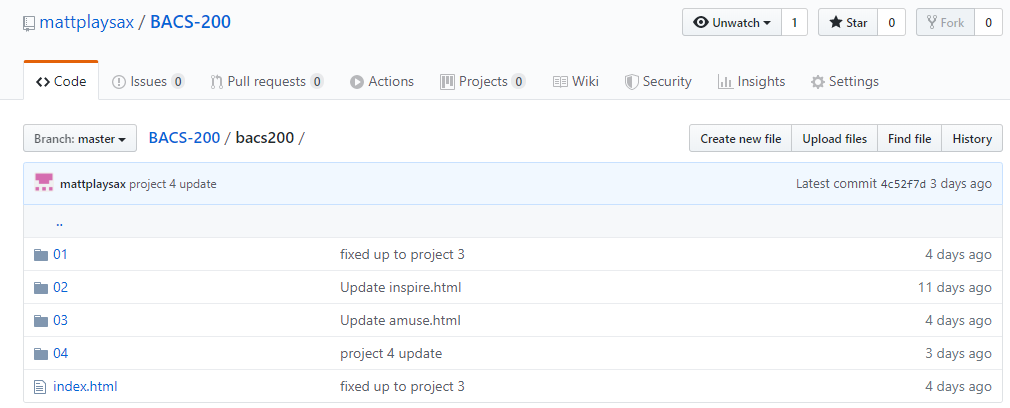 mattplaysax / BACS-200 Unwatch 1 Star 0 Fork 0
Code Issues 0 Pull requests 0 Actions Projects 0 Wiki Security Insights Settings
Branch: master BACS-200 / bacs200 / Create new file Upload files Find file History
mattplaysax project 4 update Latest commit 4c52f7d 3 days ago
..
01 fixed up to project 3 4 days ago
02 Update inspire.html 11 days ago
03 Update amuse.html 4 days ago
04 project 4 update 3 days ago
index.html fixed up to project 3 4 days ago